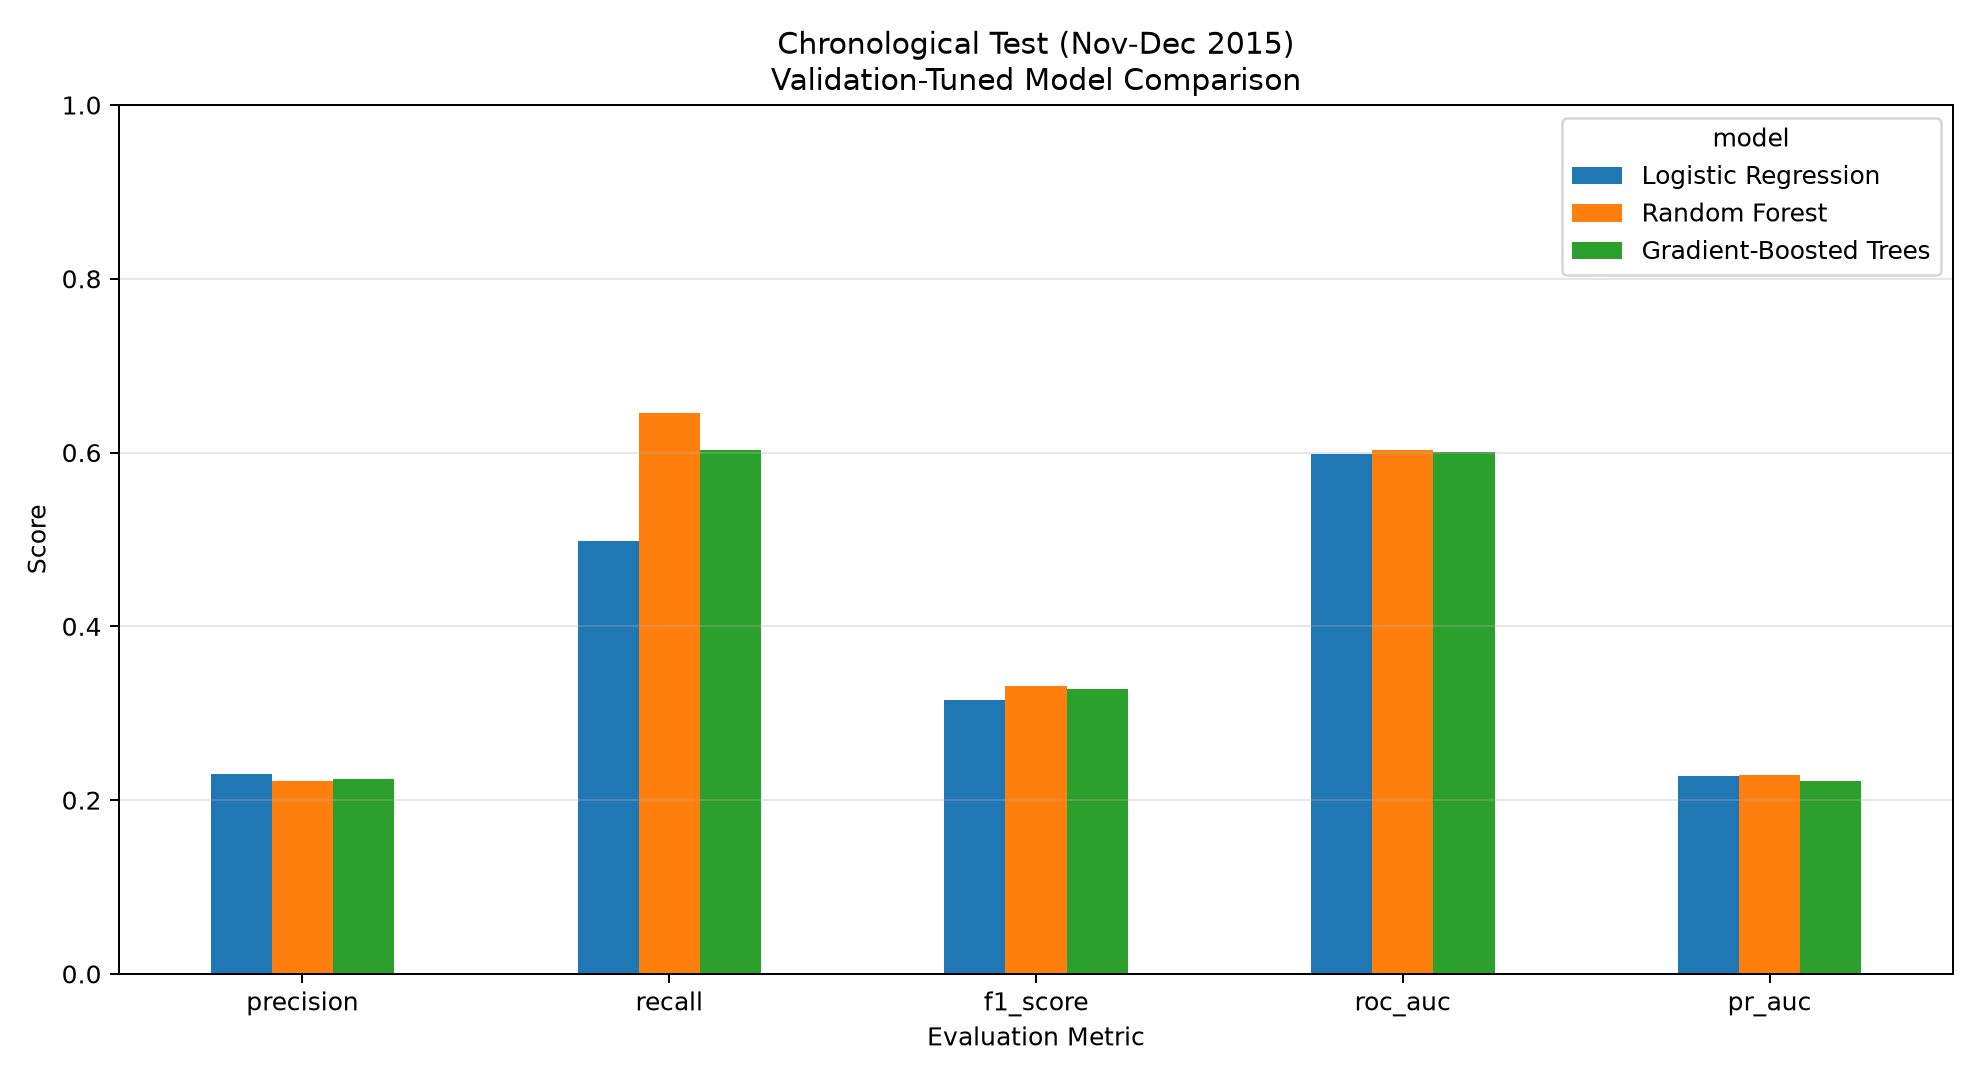 Chronological Test (Nov-Dec 2015)
Validation-Tuned Model Comparison
model
Logistic Regression
Random Forest
Gradient-Boosted Trees
Score
1.0
0.8
0.6
0.4
0.2
0.0
precision
recall
f1_score
roc_auc
pr_auc
Evaluation Metric